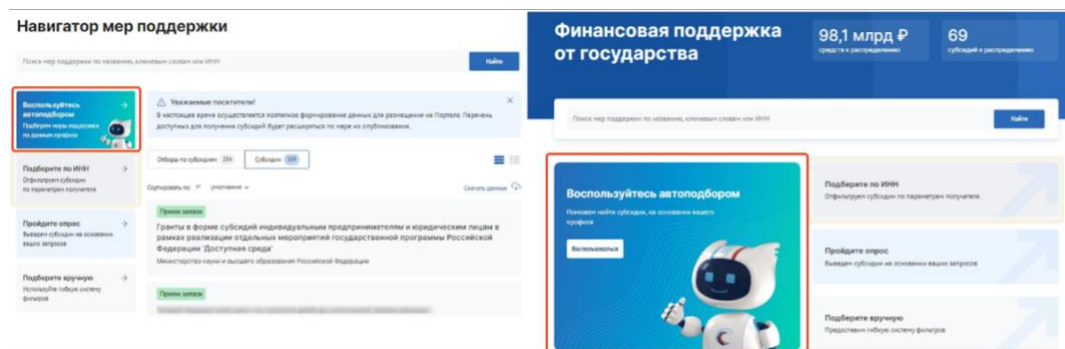 Навигатор мер поддержки
Поиск мер поддержки по названию, ключевым словам или ИНН
Найти
Воспользуйтесь
автоподбором
Подберем меры поддержки
по данным профиля
Подберите по ИНН
Отфильтруем субсидии
по параметрам получателя
Пройдите опрос
Выведем субсидии на основании
ваших запросов
Подберите вручную
Используйте гибкую систему
фильтров
Уважаемые посетители!
В настоящее время осуществляется поэтапное формирование данных для размещения на Портале. Перечень
доступных для получения субсидий будет расширяться по мере их опубликования.
Отборы по субсидиям 254 Субсидии
Сортировать по: умолчанию
Скачать данные
Прием заявок
Гранты в форме субсидий индивидуальным предпринимателям и юридическим лицам в
рамках реализации отдельных мероприятий государственной программы Российской
Федерации 'Доступная среда'
Министерство науки и высшего образования Российской Федерации
Прием заявок
Финансовая поддержка
от государства
98,1 млрд ₽
средств к распределению
69
субсидий к распределению
Поиск мер поддержки по названию, ключевым словам или ИНН
Найти
Воспользуйтесь автоподбором
Поможем найти субсидии, на основании вашего
профиля
Воспользоваться
Подберите по ИНН
Отфильтруем субсидии по параметрам получателя
Пройдите опрос
Выведем субсидии на основании ваших запросов
Подберите вручную
Предоставим гибкую систему фильтров